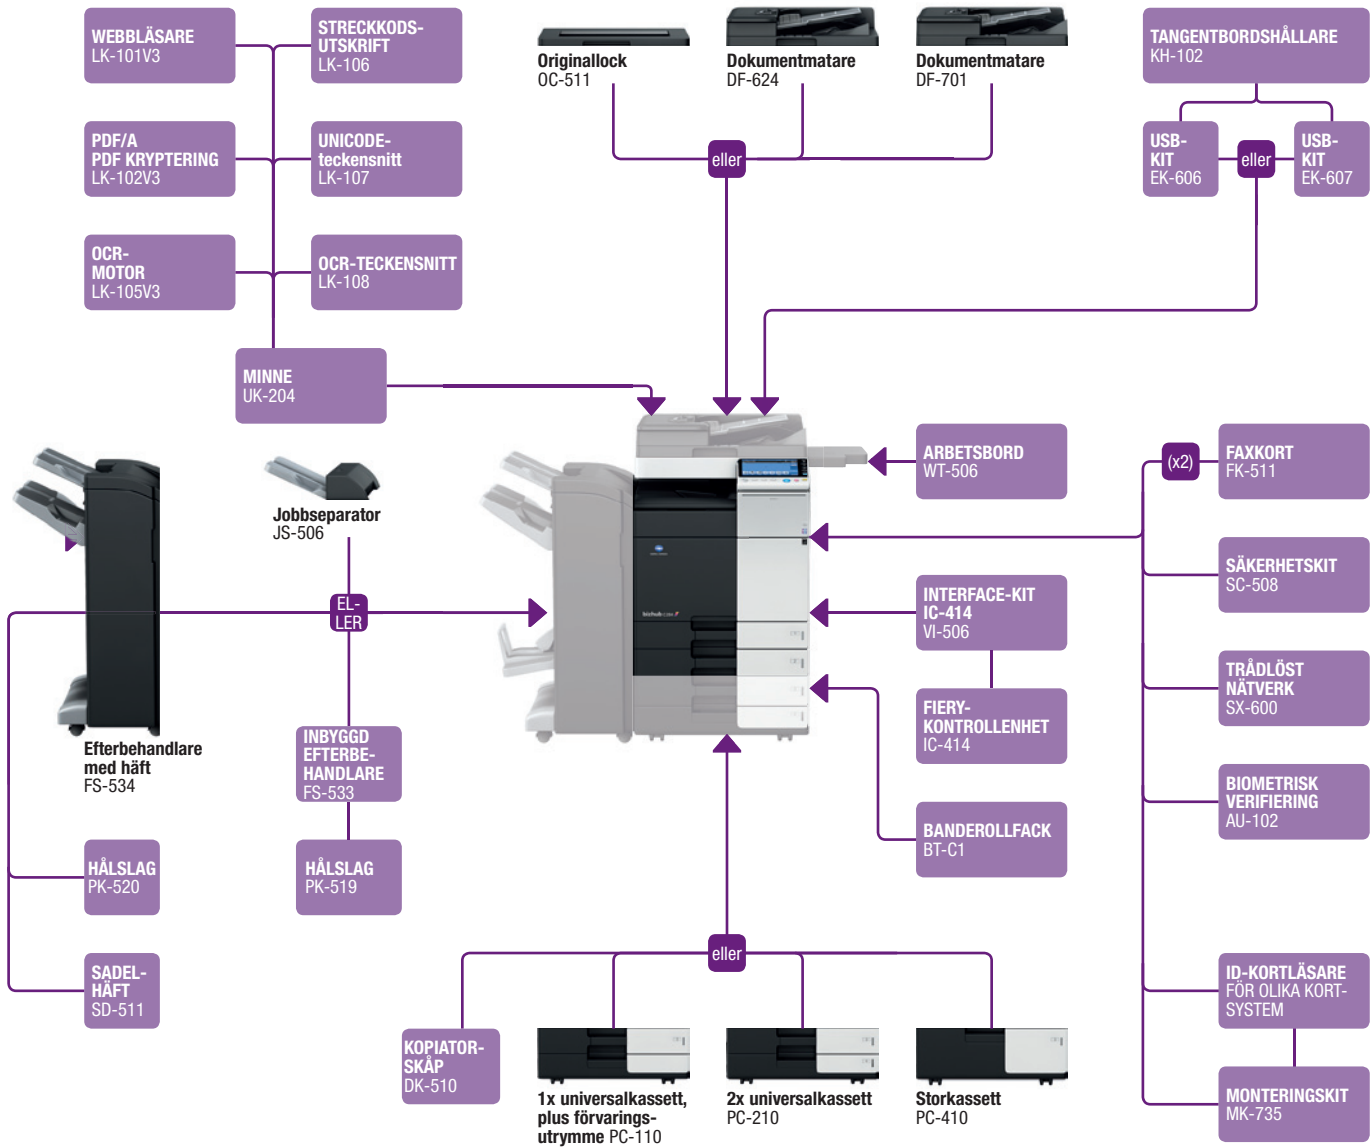 WEBBLÄSARE
LK-101V3
STRECKKODS-
UTSKRIFT
LK-106
PDF/A
PDF KRYPTERING
LK-102V3
UNICODE-
teckensnitt
LK-107
OCR-
MOTOR
LK-105V3
OCR-TECKENSNITT
LK-108
MINNE
UK-204
Originallock
OC-511
Dokumentmatare
DF-624
Dokumentmatare
DF-701
eller
TANGENTBORDSHÅLLARE
KH-102
USB-
KIT
EK-606
eller
USB-
KIT
EK-607
Jobbseparator
JS-506
EL-
LER
Efterbehandlare
med häft
FS-534
INBYGGD
EFTERBE-
HANDLARE
FS-533
HÅLSLAG
PK-520
HÅLSLAG
PK-519
SADEL-
HÄFT
SD-511
bizhub
ARBETSBORD
WT-506
INTERFACE-KIT
IC-414
VI-506
FIERY-
KONTROLLENHET
IC-414
BANDEROLLFACK
BT-C1
(x2)
FAXKORT
FK-511
SÄKERHETSKIT
SC-508
TRÅDLÖST
NÄTVERK
SX-600
BIOMETRISK
VERIFIERING
AU-102
ID-KORTLÄSARE
FÖR OLIKA KORT-
SYSTEM
MONTERINGSKIT
MK-735
eller
KOPIATOR-
SKÅP
DK-510
1x universalkassett,
plus förvarings-
utrymme PC-110
2x universalkassett
PC-210
Storkassett
PC-410